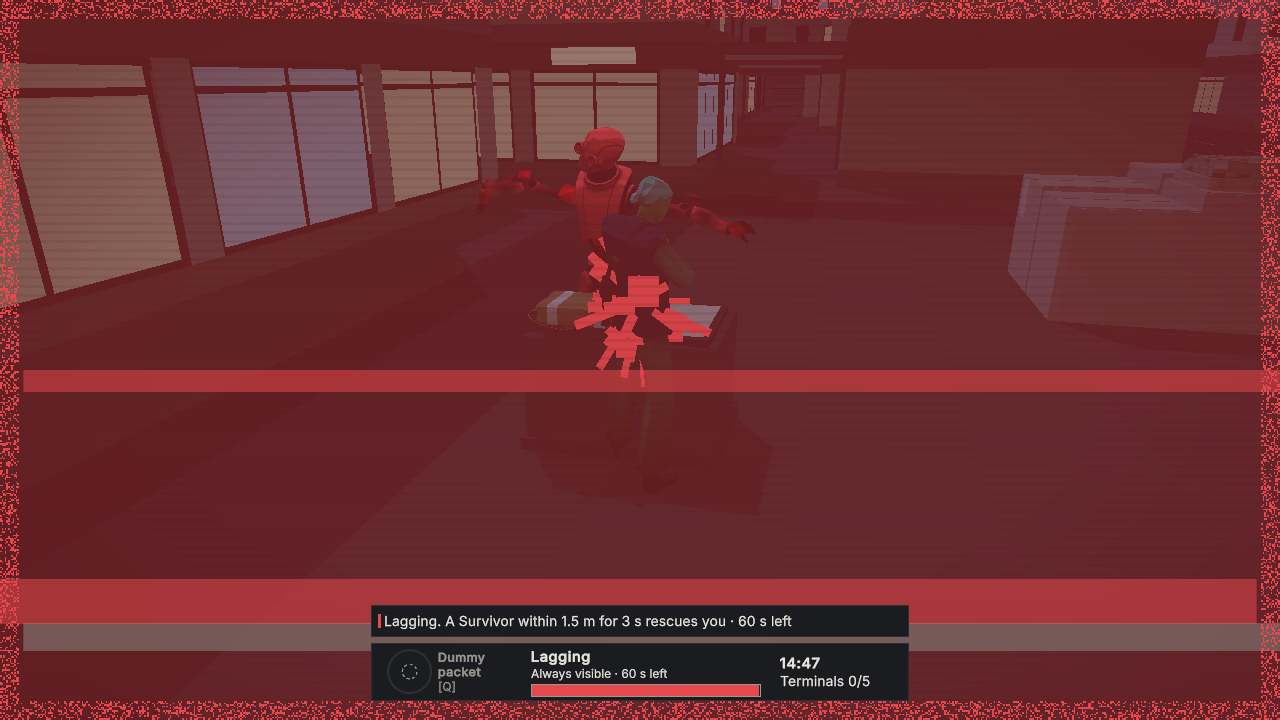 Lagging. A Survivor within 1.5 m for 3 s rescues you · 60 s left
Dummy
packet
[Q]
Lagging
Always visible · 60 s left
14:47
Terminals 0/5